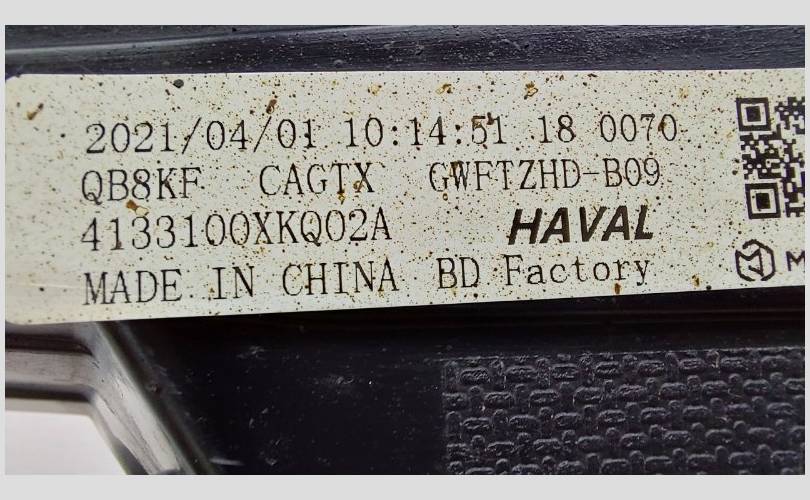 2021/04/01 10:14:51 18 0070
QB8KF CAGTX GWFTZHD-B09
4133100XKQ02A HAVAL
MADE IN CHINA BD Factory M